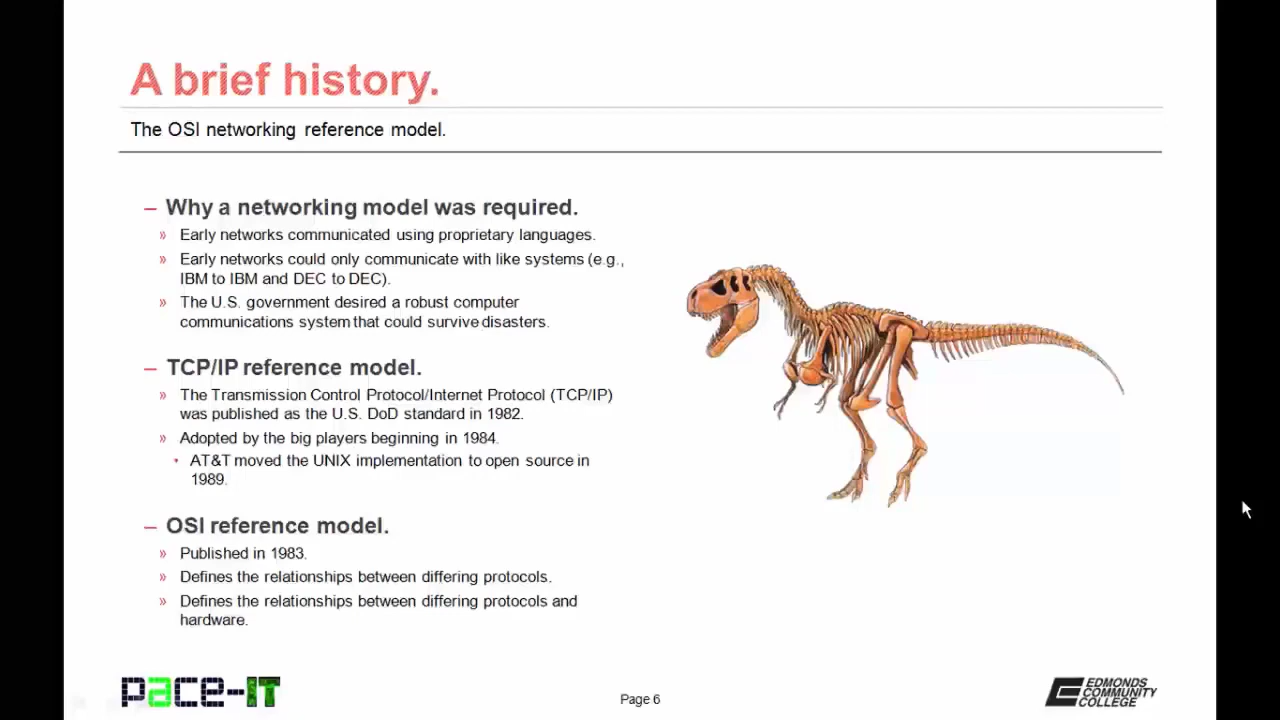 A brief history.
The OSI networking reference model.
– Why a networking model was required.
» Early networks communicated using proprietary languages.
» Early networks could only communicate with like systems (e.g.,
IBM to IBM and DEC to DEC).
» The U.S. government desired a robust computer
communications system that could survive disasters.
– TCP/IP reference model.
» The Transmission Control Protocol/Internet Protocol (TCP/IP)
was published as the U.S. DoD standard in 1982.
» Adopted by the big players beginning in 1984.
• AT&T moved the UNIX implementation to open source in
1989.
– OSI reference model.
» Published in 1983.
» Defines the relationships between differing protocols.
» Defines the relationships between differing protocols and
hardware.
pace-IT
Page 6
EDMONDS
COMMUNITY
COLLEGE